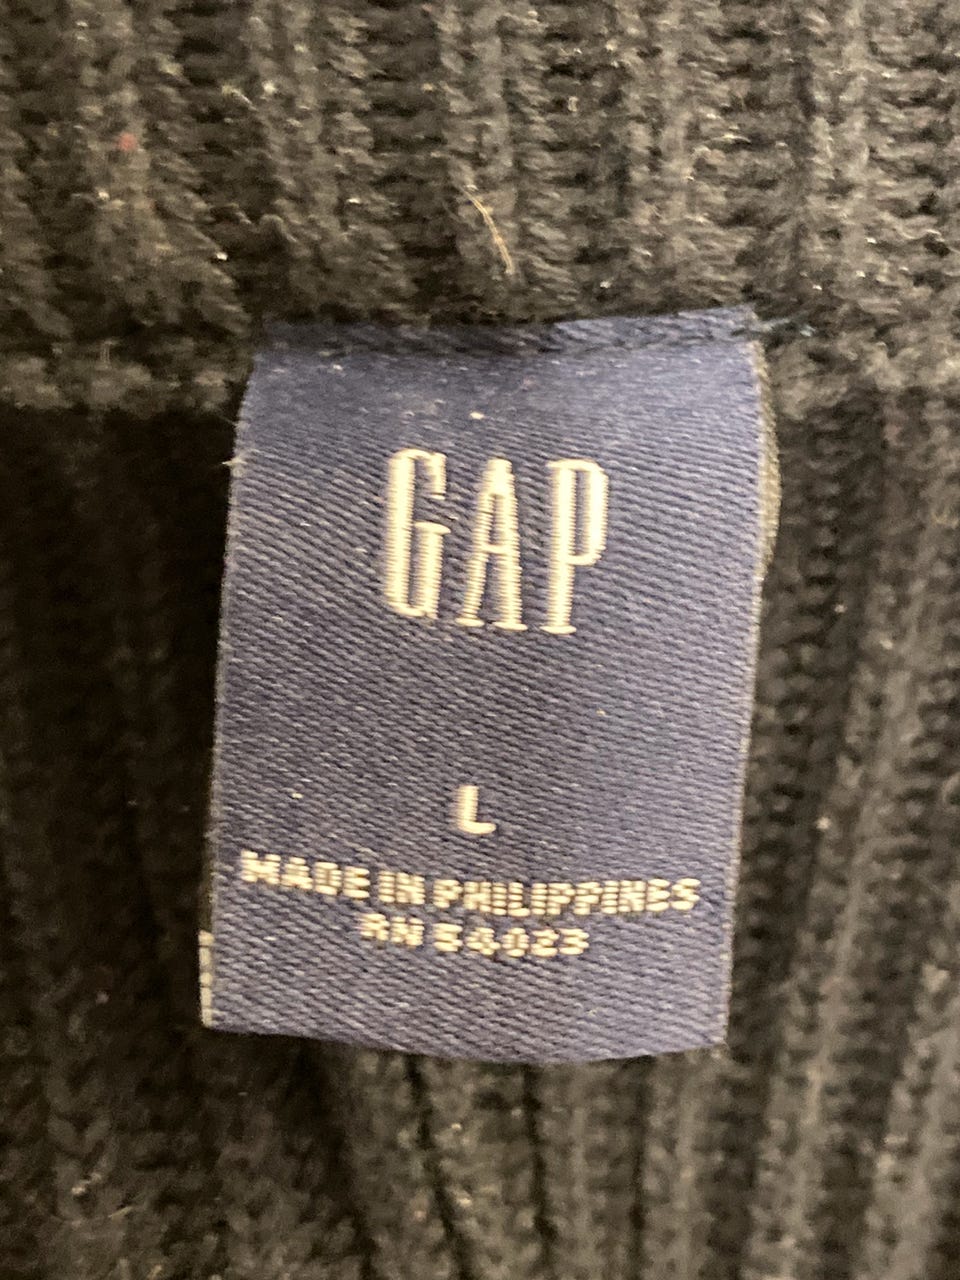 GAP
L
MADE IN PHILIPPINES
RN 54023